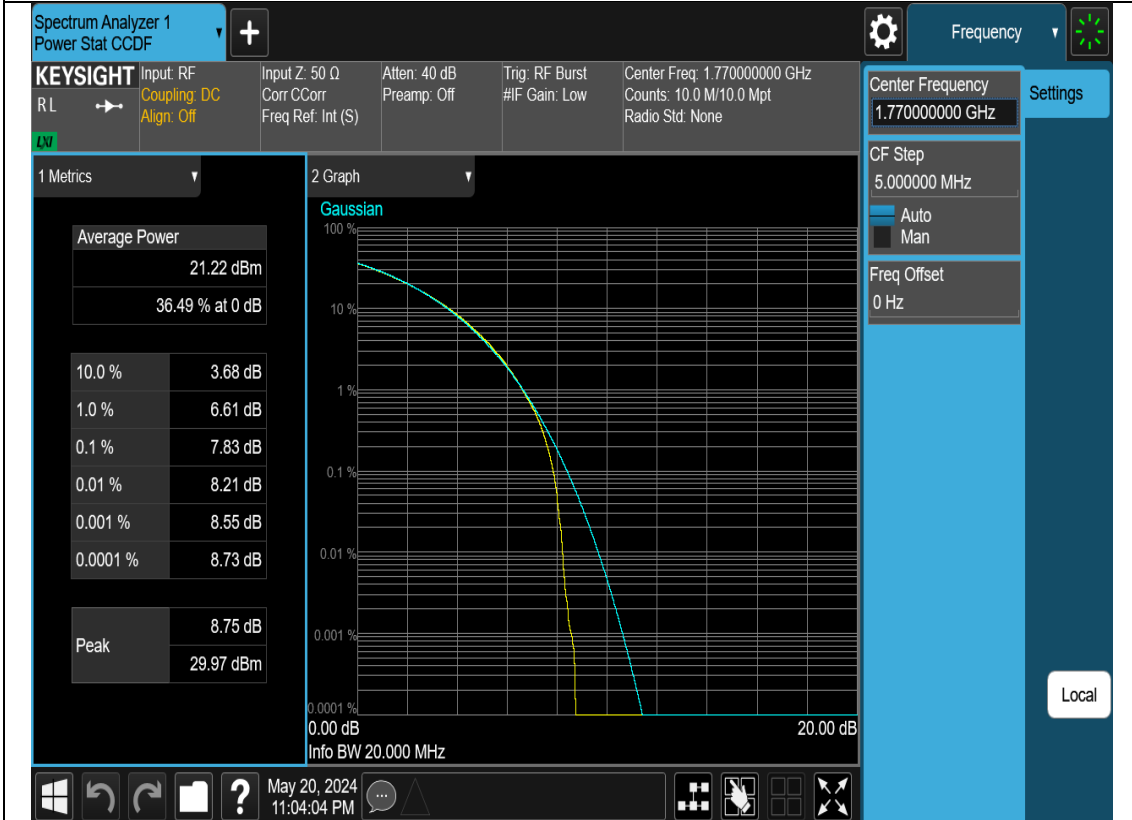 Spectrum Analyzer 1
Power Stat CCDF
+
Frequency
KEYSIGHT
RL
LXI
Input: RF
Coupling: DC
Align: Off
Input Z: 50 Ω
Corr CCorr
Freq Ref: Int (S)
Atten: 40 dB
Preamp: Off
Trig: RF Burst
#IF Gain: Low
Center Freq: 1.770000000 GHz
Counts: 10.0 M/10.0 Mpt
Radio Std: None
Center Frequency
1.770000000 GHz
Settings
CF Step
5.000000 MHz
Auto
Man
Freq Offset
0 Hz
1 Metrics
Average Power
21.22 dBm
36.49 % at 0 dB
10.0 % 3.68 dB
1.0 % 6.61 dB
0.1 % 7.83 dB
0.01 % 8.21 dB
0.001 % 8.55 dB
0.0001 % 8.73 dB
Peak
8.75 dB
29.97 dBm
2 Graph
Gaussian
100 %
10 %
1 %
0.1 %
0.01 %
0.001 %
0.0001 %
0.00 dB 20.00 dB
Info BW 20.000 MHz
Local
?
May 20, 2024
11:04:04 PM